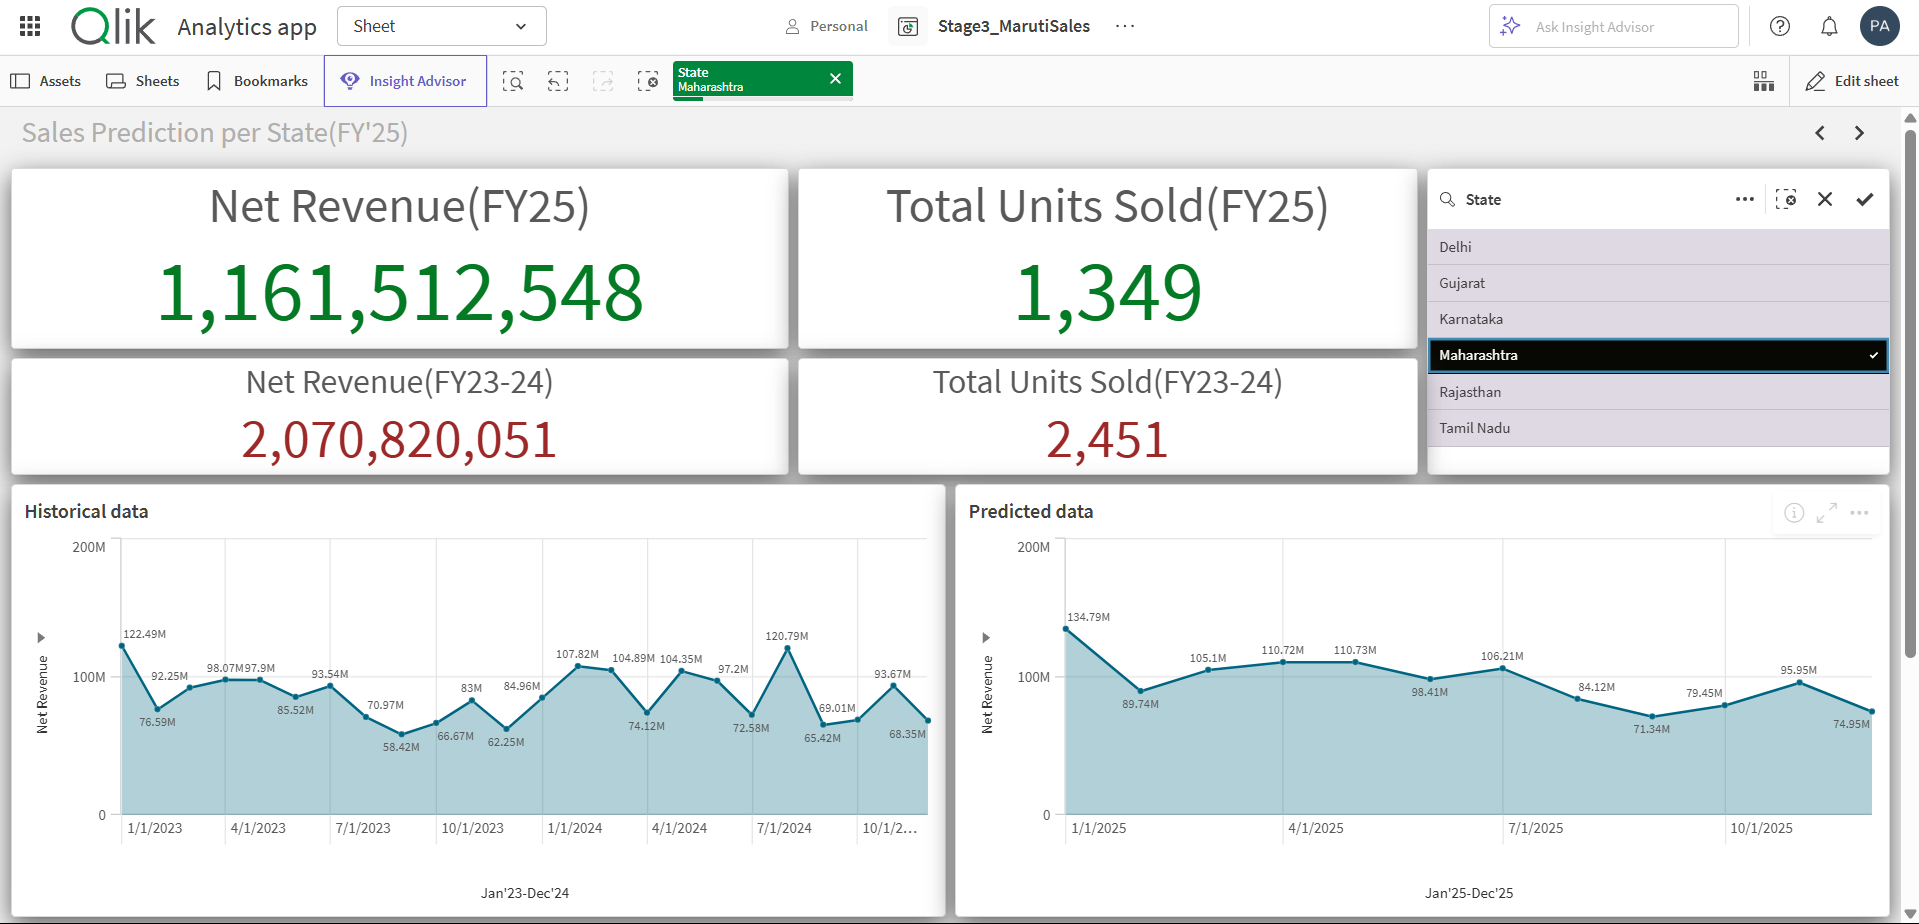 Qlik
Analytics app
Sheet
Personal
Stage3_MarutiSales
Ask Insight Advisor
PA
Assets
Sheets
Bookmarks
Insight Advisor
State
Maharashtra
Edit sheet
Sales Prediction per State(FY'25)
Net Revenue(FY25)
1,161,512,548
Total Units Sold(FY25)
1,349
Net Revenue(FY23-24)
2,070,820,051
Total Units Sold(FY23-24)
2,451
State
Delhi
Gujarat
Karnataka
Maharashtra
Rajasthan
Tamil Nadu
Historical data
Net Revenue
200M
100M
0
122.49M
76.59M
92.25M
98.07M
97.9M
85.52M
93.54M
70.97M
58.42M
66.67M
83M
62.25M
84.96M
107.82M
104.89M
74.12M
104.35M
97.2M
72.58M
120.79M
65.42M
69.01M
93.67M
68.35M
1/1/2023
4/1/2023
7/1/2023
10/1/2023
1/1/2024
4/1/2024
7/1/2024
10/1/2...
Jan'23-Dec'24
Predicted data
Net Revenue
200M
100M
0
134.79M
89.74M
105.1M
110.72M
110.73M
98.41M
106.21M
84.12M
71.34M
79.45M
95.95M
74.95M
1/1/2025
4/1/2025
7/1/2025
10/1/2025
Jan'25-Dec'25